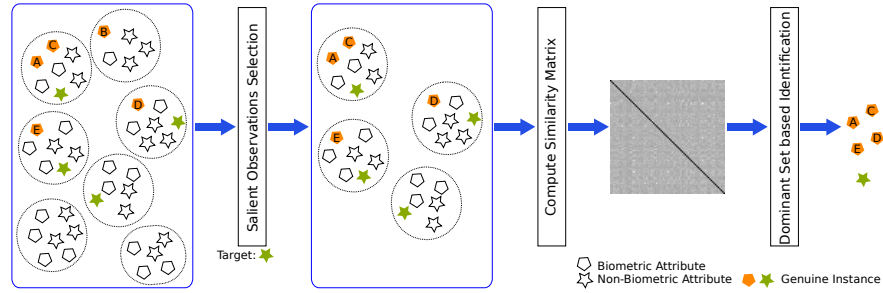 B
C
A
D
E
Target:
Salient Observations Selection
C
A
D
E
Compute Similarity Matrix
Dominant Set based Identification
C
A
D
E
Biometric Attribute
Non-Biometric Attribute
Genuine Instance